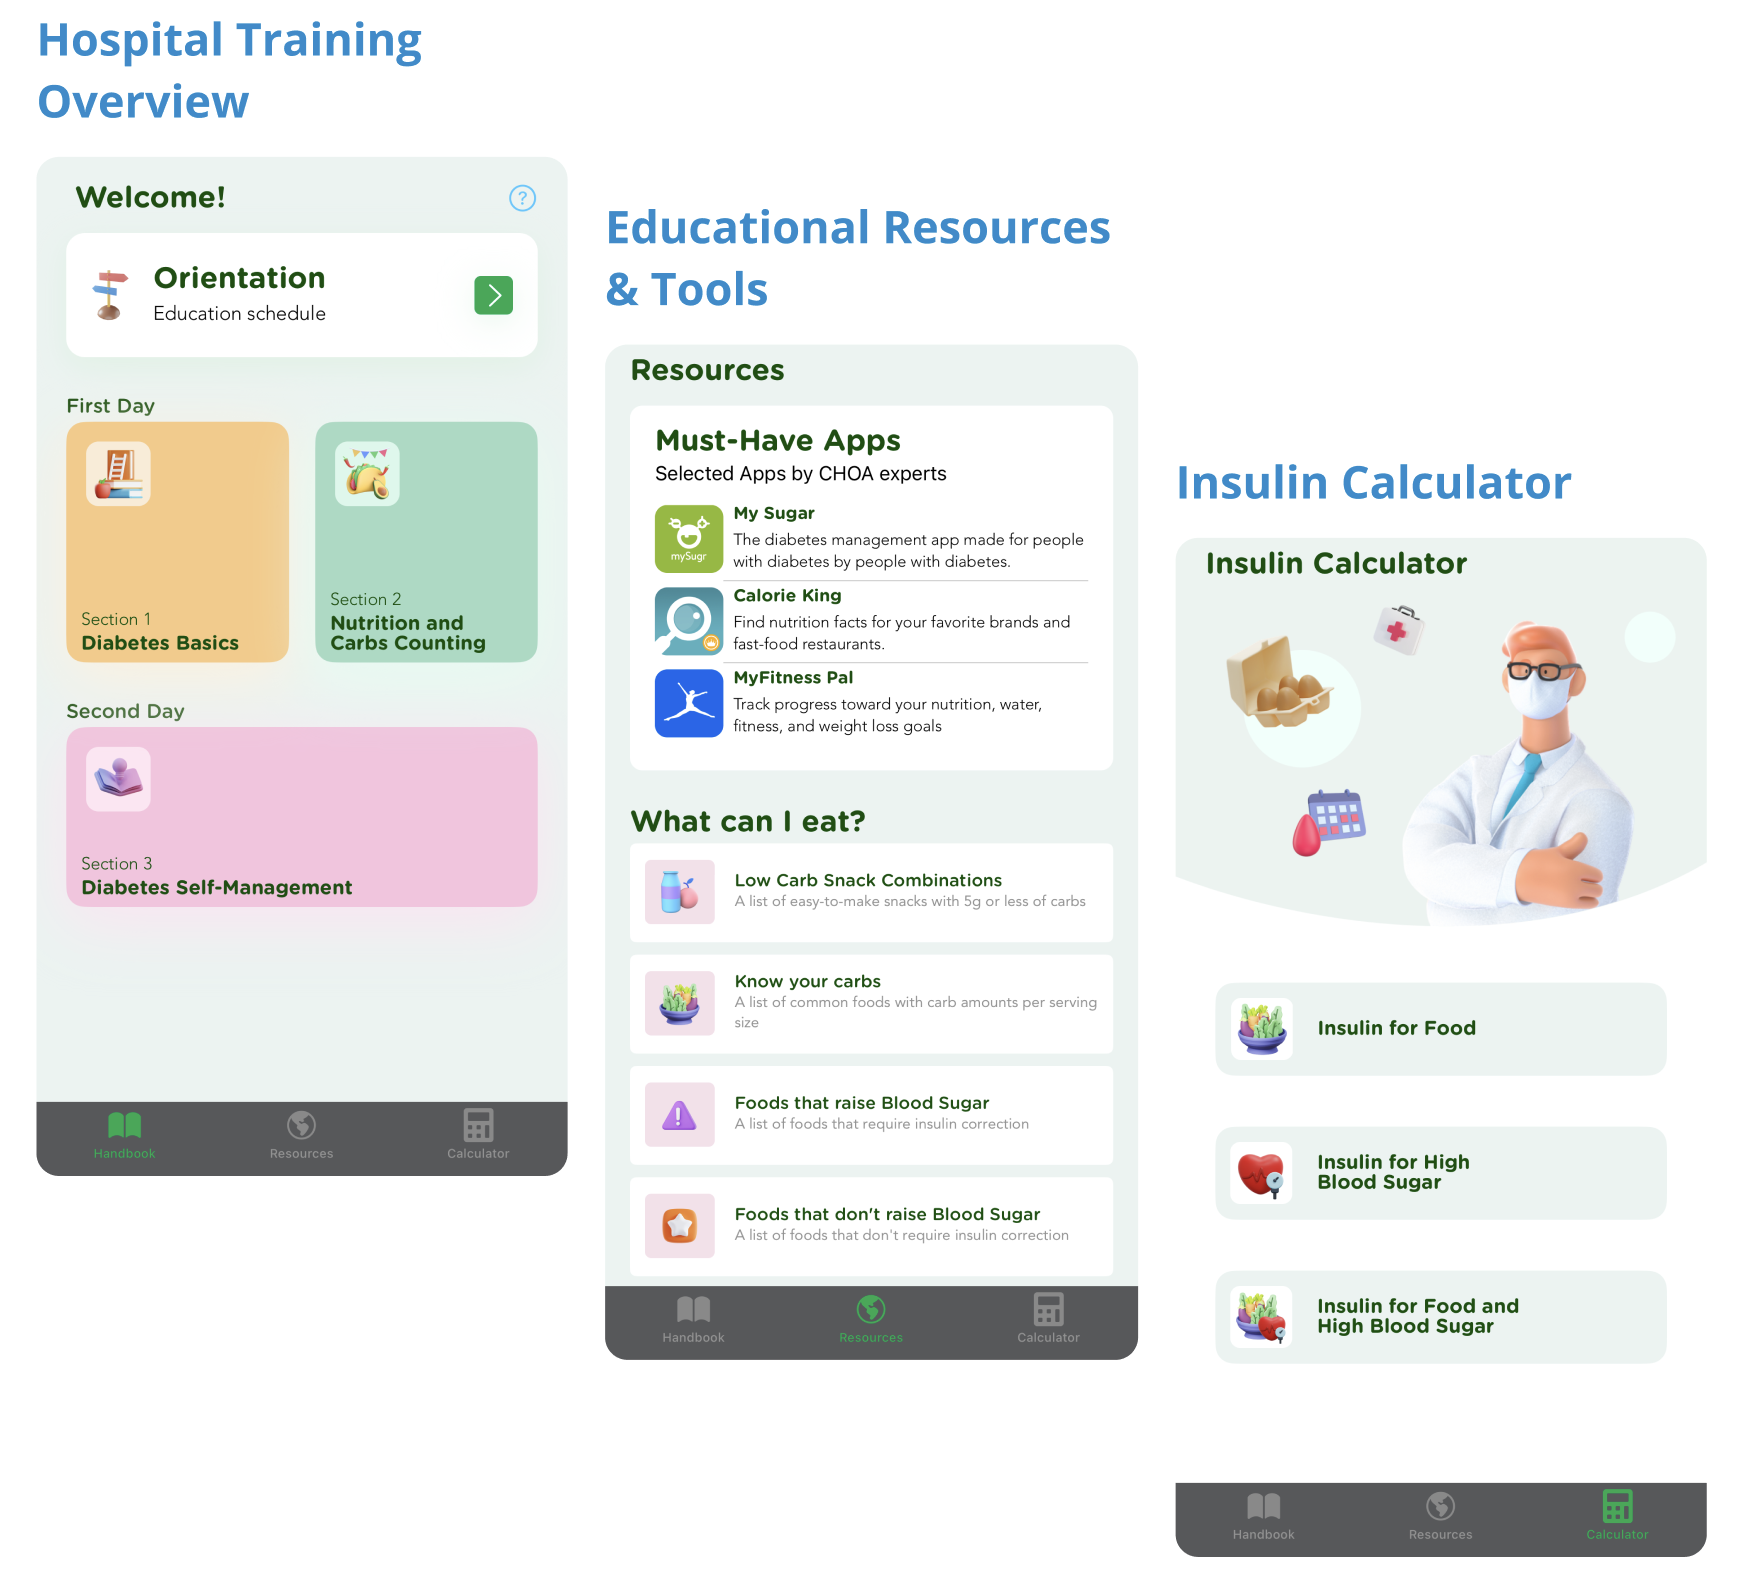 Hospital Training
Overview
Welcome!
?
Orientation
Education schedule
First Day
Section 1
Diabetes Basics
Section 2
Nutrition and
Carbs Counting
Second Day
Section 3
Diabetes Self-Management
Handbook
Resources
Calculator
Educational Resources
& Tools
Resources
Must-Have Apps
Selected Apps by CHOA experts
mySugr
My Sugar
The diabetes management app made for people
with diabetes by people with diabetes.
Calorie King
Find nutrition facts for your favorite brands and
fast-food restaurants.
MyFitness Pal
Track progress toward your nutrition, water,
fitness, and weight loss goals
What can I eat?
Low Carb Snack Combinations
A list of easy-to-make snacks with 5g or less of carbs
Know your carbs
A list of common foods with carb amounts per serving
size
Foods that raise Blood Sugar
A list of foods that require insulin correction
Foods that don't raise Blood Sugar
A list of foods that don't require insulin correction
Handbook
Resources
Calculator
Insulin Calculator
Insulin Calculator
Insulin for Food
Insulin for High
Blood Sugar
Insulin for Food and
High Blood Sugar
Handbook
Resources
Calculator